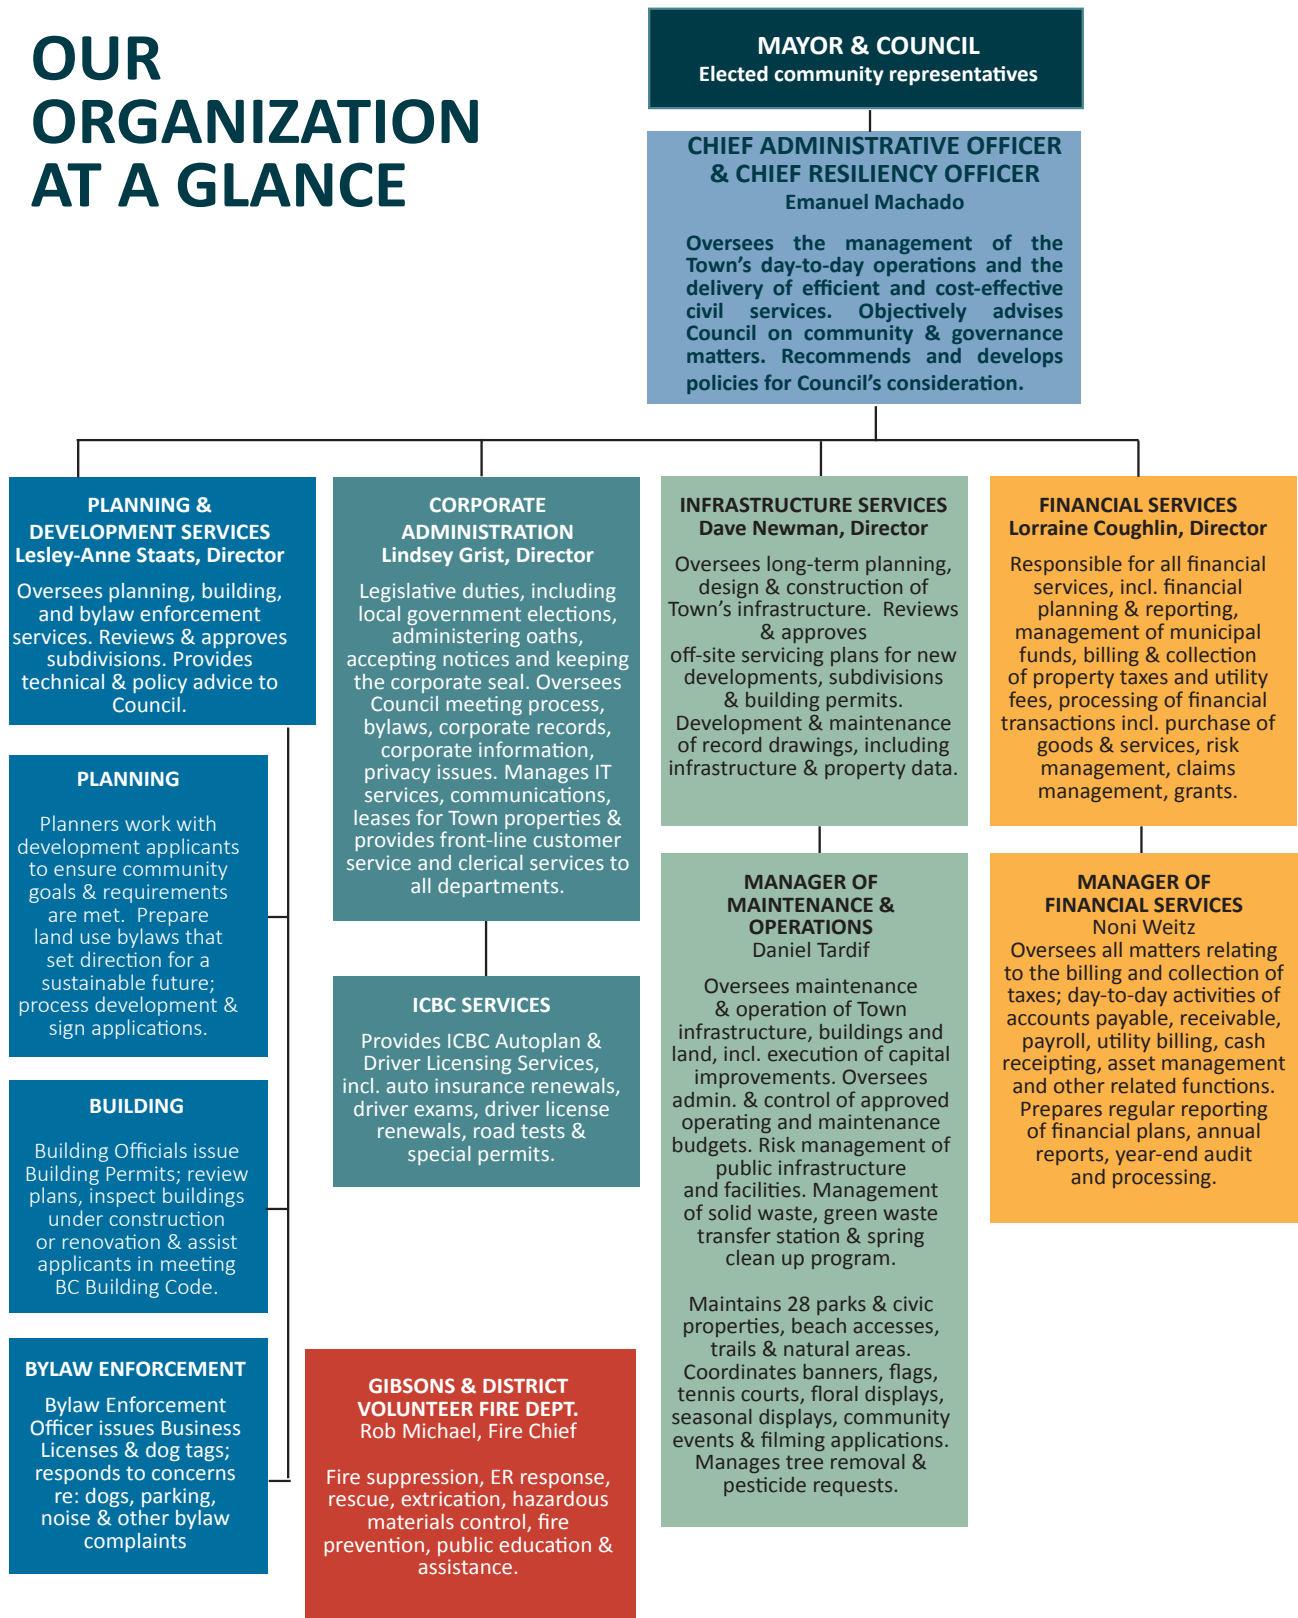 OUR
ORGANIZATION
AT A GLANCE
MAYOR & COUNCIL
Elected community representatives
CHIEF ADMINISTRATIVE OFFICER
& CHIEF RESILIENCY OFFICER
Emanuel Machado
Oversees the management of the
Town's day-to-day operations and the
delivery of efficient and cost-effective
civil services. Objectively advises
Council on community & governance
matters. Recommends and develops
policies for Council's consideration.
PLANNING &
DEVELOPMENT SERVICES
Lesley-Anne Staats, Director
Oversees planning, building,
and bylaw enforcement
services. Reviews & approves
subdivisions. Provides
technical & policy advice to
Council.
PLANNING
Planners work with
development applicants
to ensure community
goals & requirements
are met. Prepare
land use bylaws that
set direction for a
sustainable future;
process development &
sign applications.
BUILDING
Building Officials issue
Building Permits; review
plans, inspect buildings
under construction
or renovation & assist
applicants in meeting
BC Building Code.
BYLAW ENFORCEMENT
Bylaw Enforcement
Officer issues Business
Licenses & dog tags;
responds to concerns
re: dogs, parking,
noise & other bylaw
complaints
CORPORATE
ADMINISTRATION
Lindsey Grist, Director
Legislative duties, including
local government elections,
administering oaths,
accepting notices and keeping
the corporate seal. Oversees
Council meeting process,
bylaws, corporate records,
corporate information,
privacy issues. Manages IT
services, communications,
leases for Town properties &
provides front-line customer
service and clerical services to
all departments.
ICBC SERVICES
Provides ICBC Autoplan &
Driver Licensing Services,
incl. auto insurance renewals,
driver exams, driver license
renewals, road tests &
special permits.
GIBSONS & DISTRICT
VOLUNTEER FIRE DEPT.
Rob Michael, Fire Chief
Fire suppression, ER response,
rescue, extrication, hazardous
materials control, fire
prevention, public education &
assistance.
INFRASTRUCTURE SERVICES
Dave Newman, Director
Oversees long-term planning,
design & construction of
Town's infrastructure. Reviews
& approves
off-site servicing plans for new
developments, subdivisions
& building permits.
Development & maintenance
of record drawings, including
infrastructure & property data.
MANAGER OF
MAINTENANCE &
OPERATIONS
Daniel Tardif
Oversees maintenance
& operation of Town
infrastructure, buildings and
land, incl. execution of capital
improvements. Oversees
admin. & control of approved
operating and maintenance
budgets. Risk management of
public infrastructure
and facilities. Management
of solid waste, green waste
transfer station & spring
clean up program.
Maintains 28 parks & civic
properties, beach accesses,
trails & natural areas.
Coordinates banners, flags,
tennis courts, floral displays,
seasonal displays, community
events & filming applications.
Manages tree removal &
pesticide requests.
FINANCIAL SERVICES
Lorraine Coughlin, Director
Responsible for all financial
services, incl. financial
planning & reporting,
management of municipal
funds, billing & collection
of property taxes and utility
fees, processing of financial
transactions incl. purchase of
goods & services, risk
management, claims
management, grants.
MANAGER OF
FINANCIAL SERVICES
Noni Weitz
Oversees all matters relating
to the billing and collection of
taxes; day-to-day activities of
accounts payable, receivable,
payroll, utility billing, cash
receipting, asset management
and other related functions.
Prepares regular reporting
of financial plans, annual
reports, year-end audit
and processing.